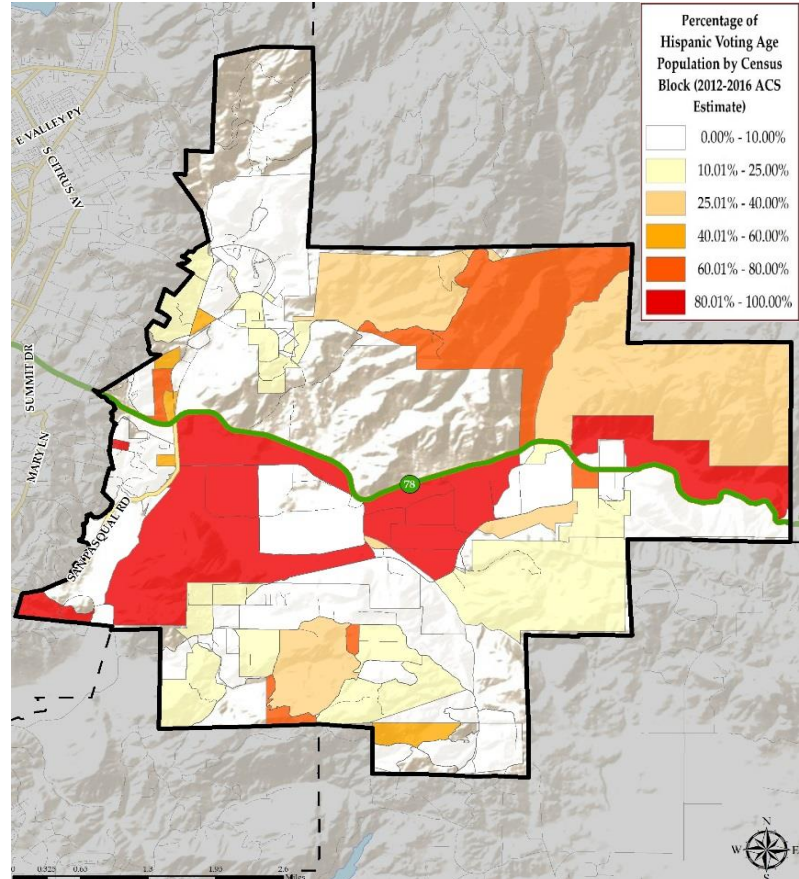 Percentage of
Hispanic Voting Age
Population by Census
Block (2012-2016 ACS
Estimate)
0.00% - 10.00%
10.01% - 25.00%
25.01% - 40.00%
40.01% - 60.00%
60.01% - 80.00%
80.01% - 100.00%
E VALLEY PY
S CITRUS AV
SUMMIT DR
MARY LN
78
SAN PASQUAL RD
N
W E
S
0 0.325 0.65 1.3 1.95 2.6
Miles